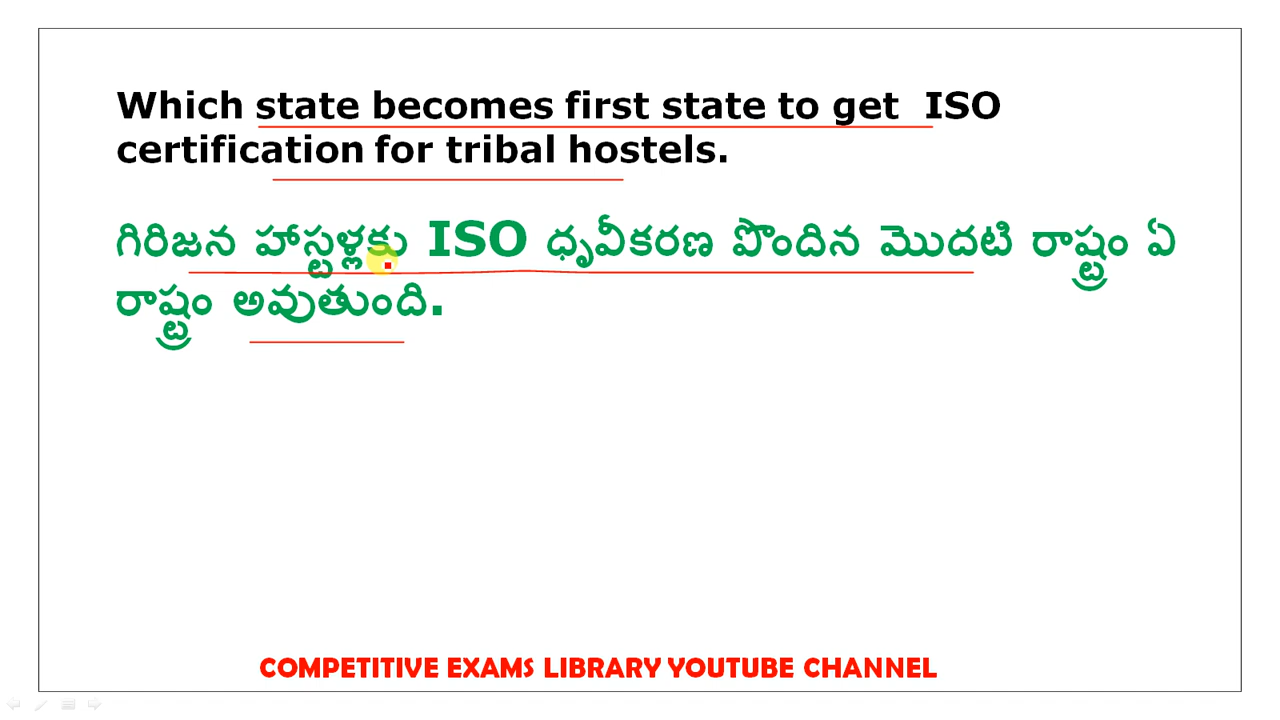 Which state becomes first state to get ISO
certification for tribal hostels.
గిరిజన హాస్టళ్లకు ISO ధృవీకరణ పొందిన మొదటి రాష్ట్రం ఏ
రాష్ట్రం అవుతుంది.
COMPETITIVE EXAMS LIBRARY YOUTUBE CHANNEL